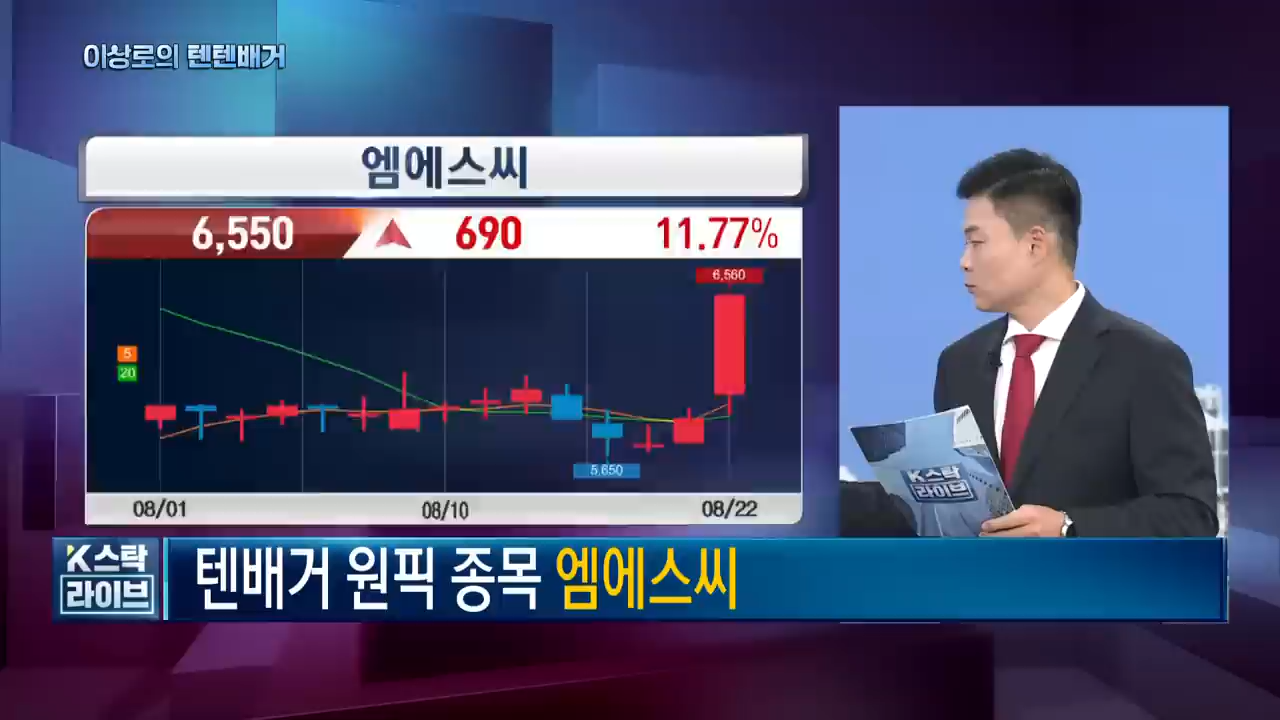 이상로의 텐텐배거
엠에스씨
6,550 690 11.77%
6,560
5
20
5,650
08/01 08/10 08/22
K스탁
라이브
텐배거 원픽 종목 엠에스씨
K스탁
라이브